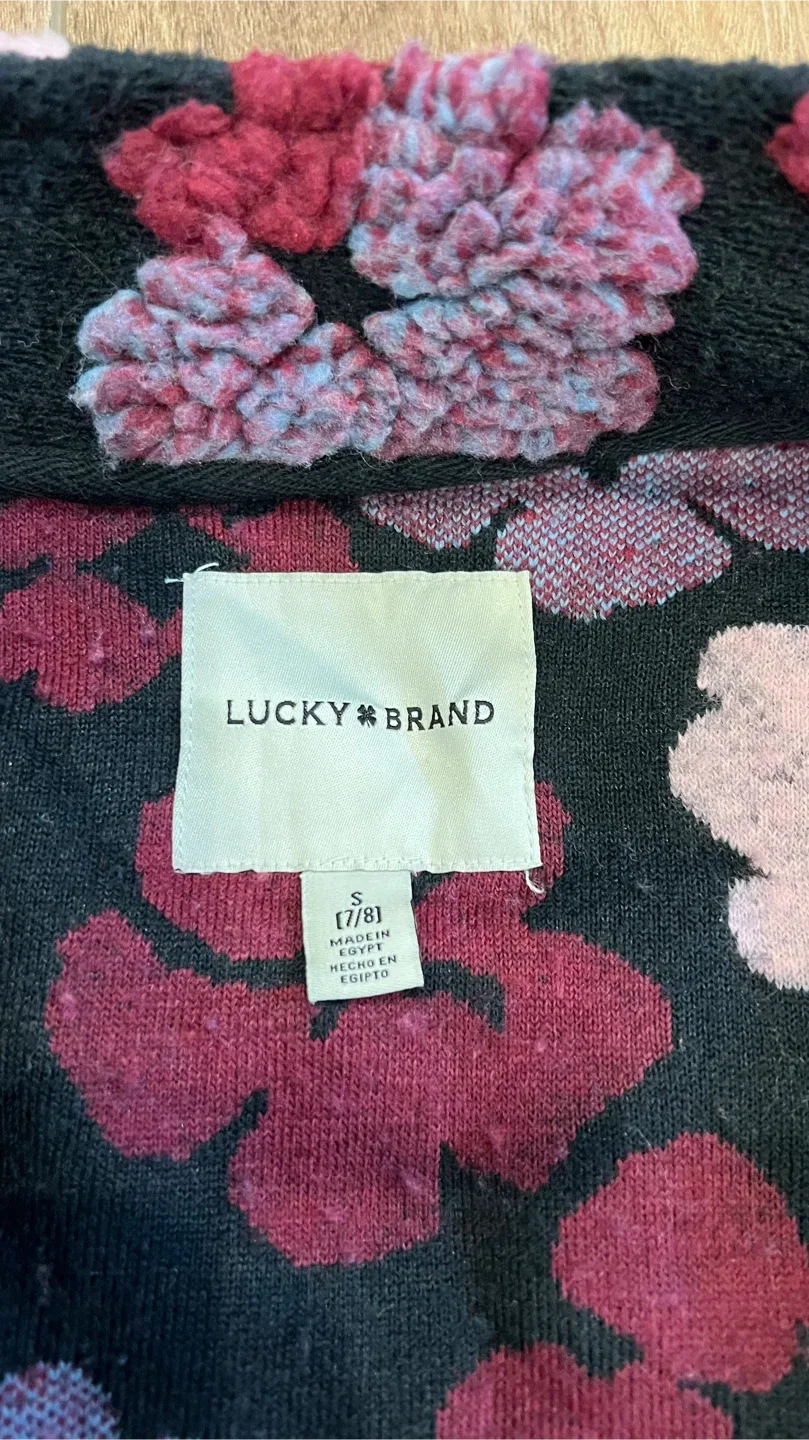 LUCKY BRAND
S
[7/8]
MADE IN
EGYPT
HECHO EN
EGIPTO